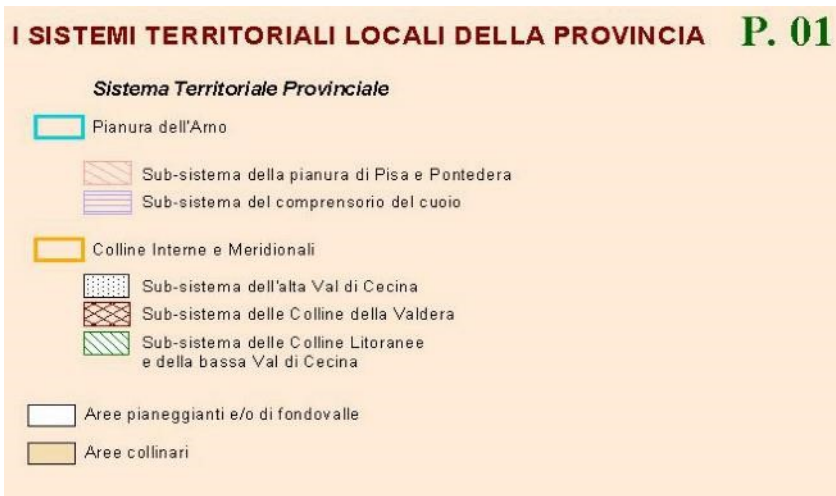 I SISTEMI TERRITORIALI LOCALI DELLA PROVINCIA P. 01
Sistema Territoriale Provinciale
Pianura dell'Arno
Sub-sistema della pianura di Pisa e Pontedera
Sub-sistema del comprensorio del cuoio
Colline Interne e Meridionali
Sub-sistema dell'alta Val di Cecina
Sub-sistema delle Colline della Valdera
Sub-sistema delle Colline Litoranee
e della bassa Val di Cecina
Aree pianeggianti e/o di fondovalle
Aree collinari